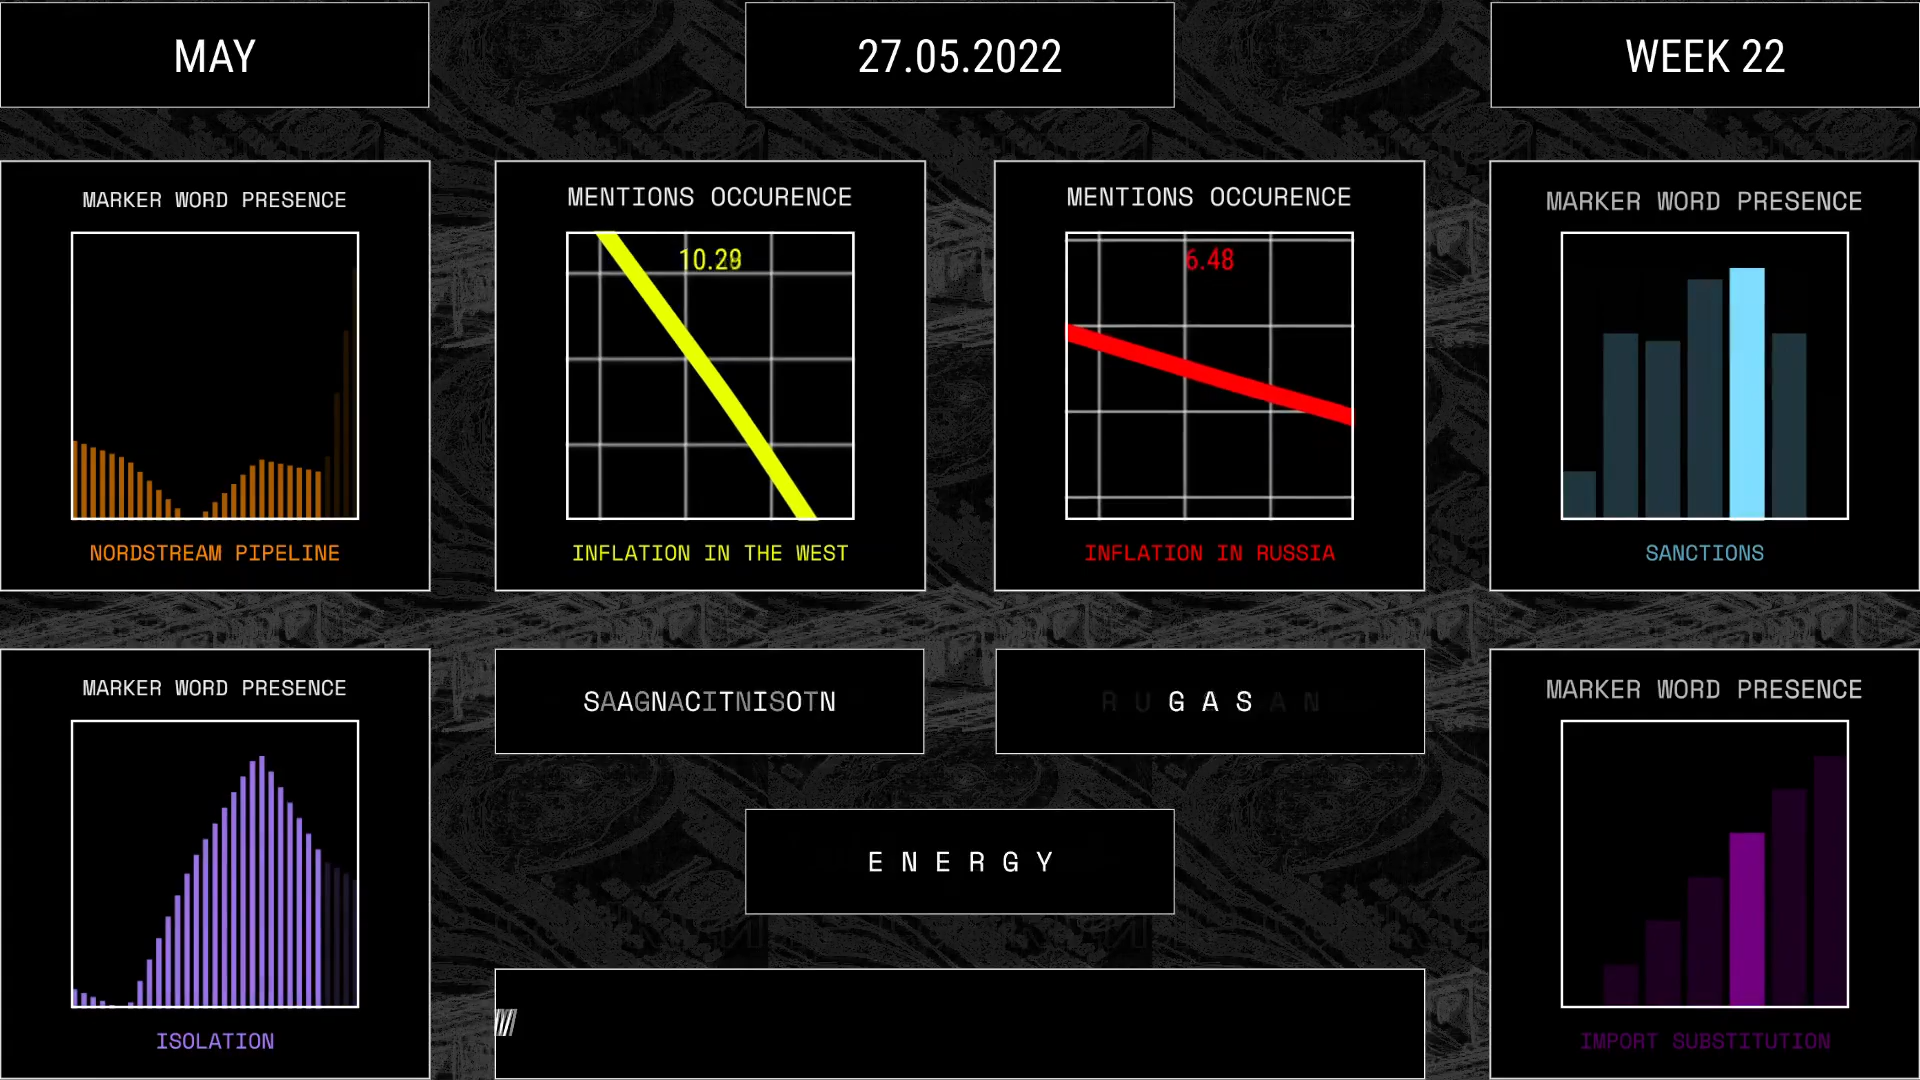 MAY
27.05.2022
WEEK 22
MARKER WORD PRESENCE
NORDSTREAM PIPELINE
MENTIONS OCCURENCE
10.29
INFLATION IN THE WEST
MENTIONS OCCURENCE
6.48
INFLATION IN RUSSIA
MARKER WORD PRESENCE
SANCTIONS
MARKER WORD PRESENCE
ISOLATION
GAS
ENERGY
MARKER WORD PRESENCE
IMPORT SUBSTITUTION